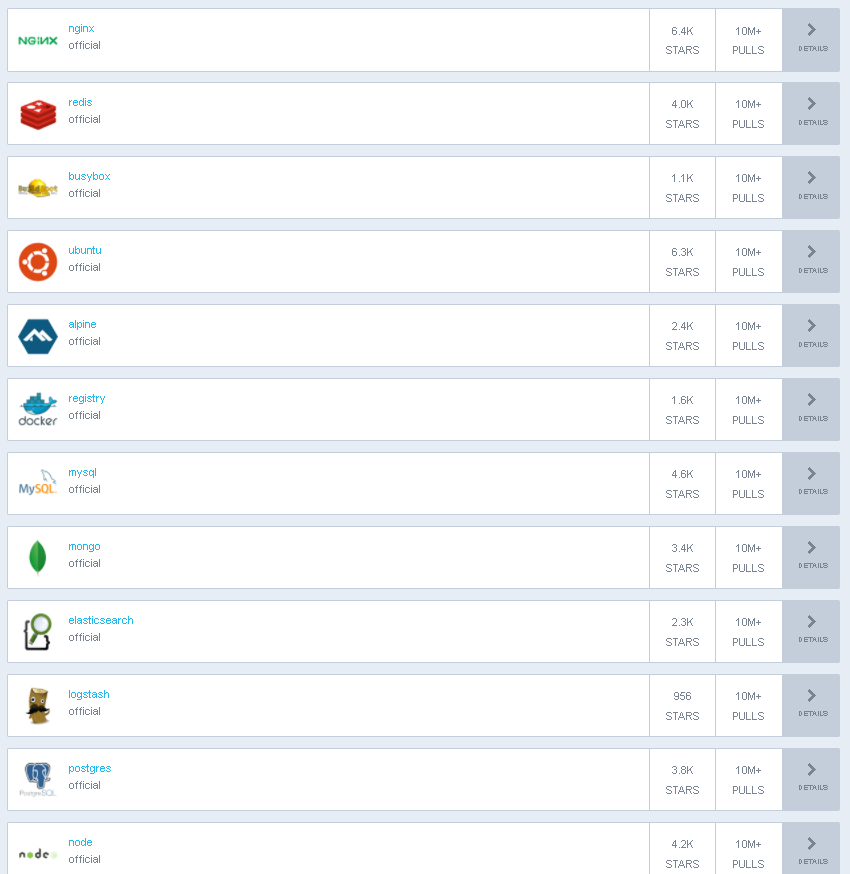 NGINX
nginx
official
6.4K
STARS
10M+
PULLS
DETAILS
redis
official
4.0K
STARS
10M+
PULLS
DETAILS
busybox
official
1.1K
STARS
10M+
PULLS
DETAILS
ubuntu
official
6.3K
STARS
10M+
PULLS
DETAILS
alpine
official
2.4K
STARS
10M+
PULLS
DETAILS
docker
registry
official
1.6K
STARS
10M+
PULLS
DETAILS
MySQL
mysql
official
4.6K
STARS
10M+
PULLS
DETAILS
mongo
official
3.4K
STARS
10M+
PULLS
DETAILS
elasticsearch
official
2.3K
STARS
10M+
PULLS
DETAILS
logstash
official
956
STARS
10M+
PULLS
DETAILS
PostgreSQL
postgres
official
3.8K
STARS
10M+
PULLS
DETAILS
node
node
official
4.2K
STARS
10M+
PULLS
DETAILS